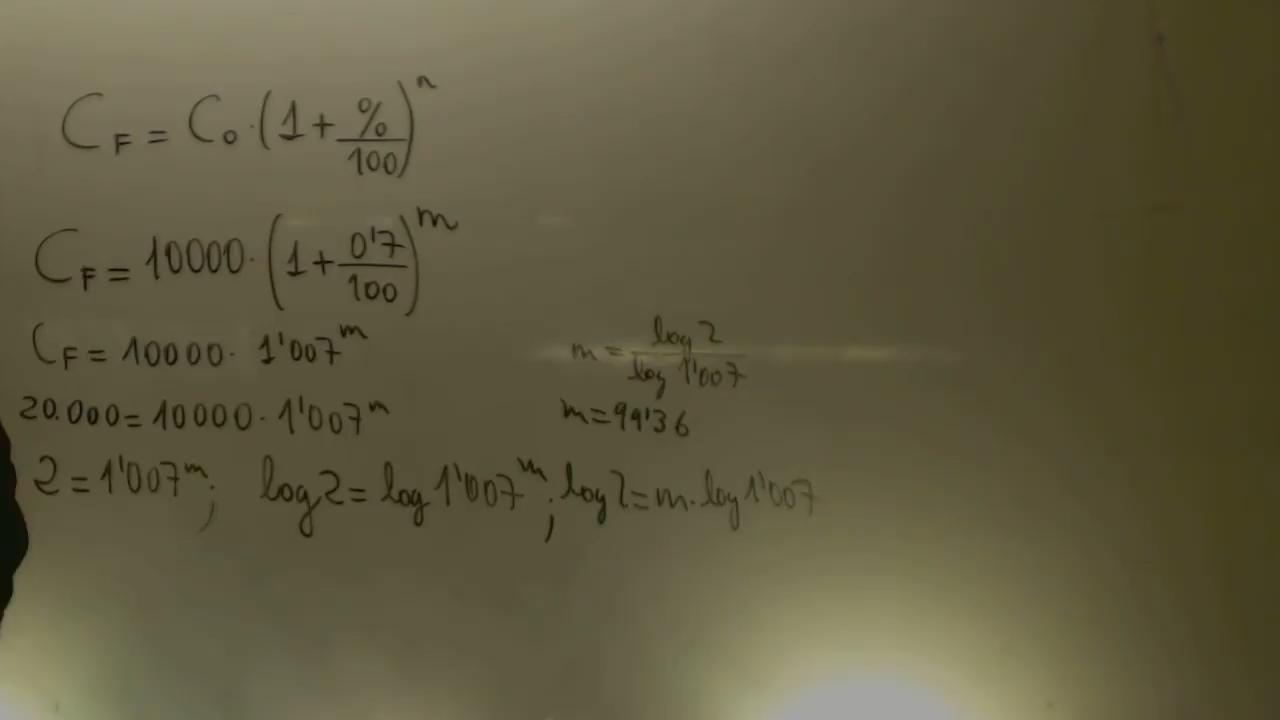 C_F = C_0 · (1 + %/100)^n
C_F = 10000 · (1 + 0'7/100)^m
C_F = 10000 · 1'007^m
20.000 = 10000 · 1'007^m
2 = 1'007^m ; log 2 = log 1'007^m ; log 2 = m · log 1'007
m = log 2 / log 1'007
m = 99'36